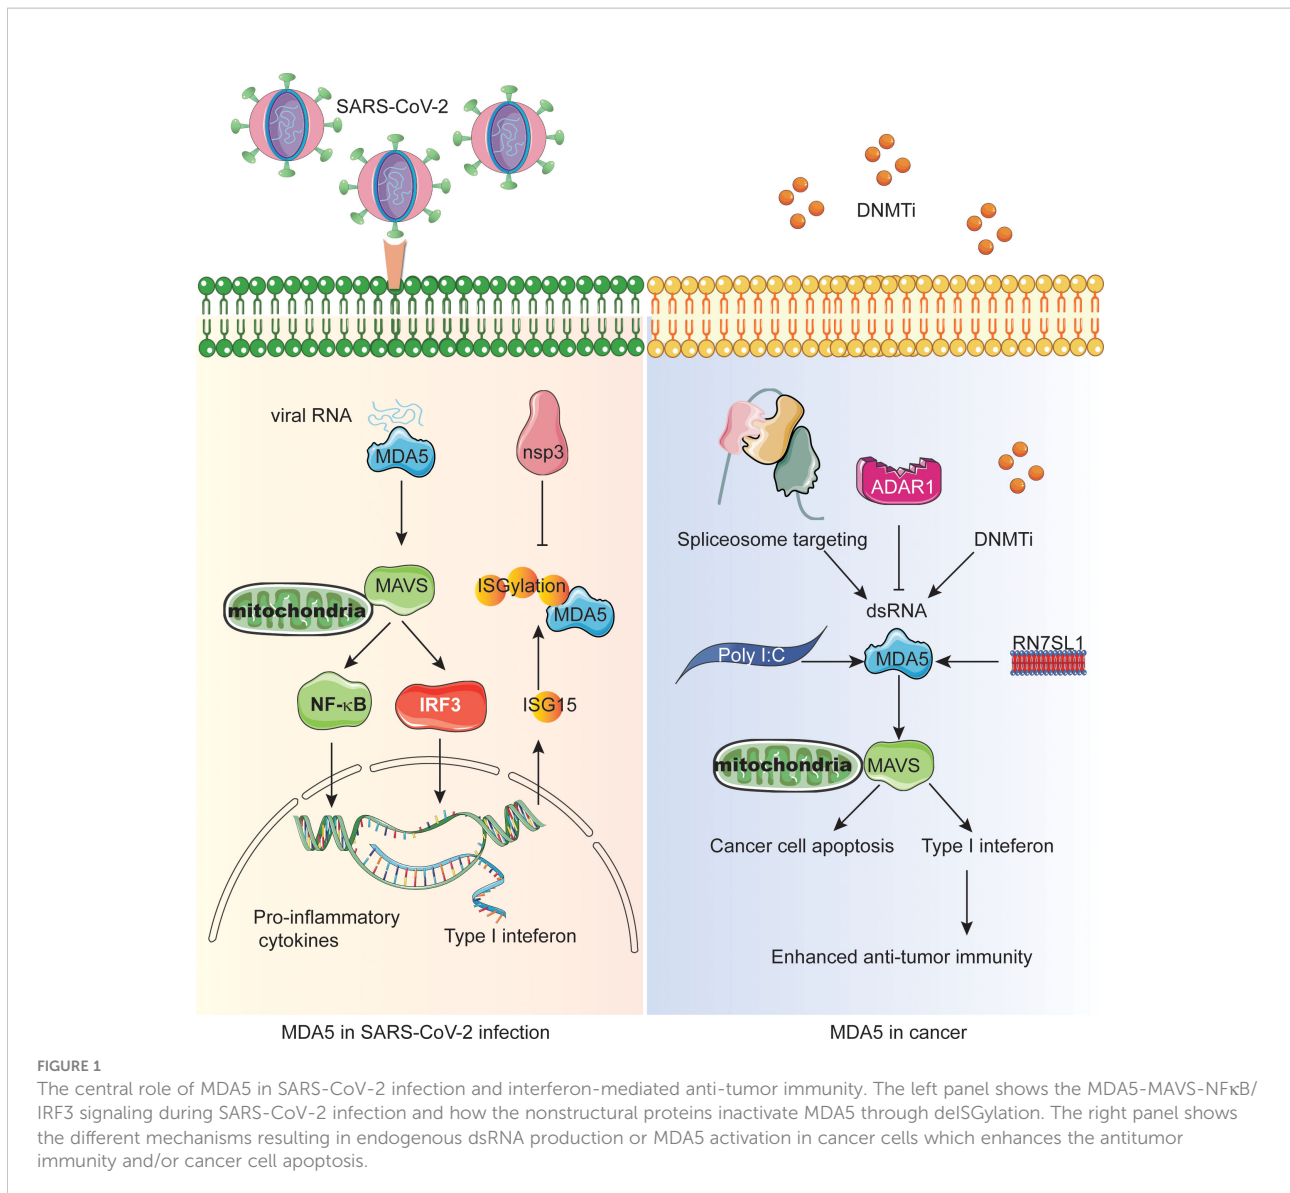 SARS-CoV-2
DNMTi
viral RNA
MDA5
nsp3
MAVS
mitochondria
ISGylation
MDA5
NF-κB
IRF3
ISG15
Pro-inflammatory
cytokines
Type I inteferon
MDA5 in SARS-CoV-2 infection
ADAR1
Spliceosome targeting
DNMTi
dsRNA
Poly I:C
MDA5
RN7SL1
mitochondria
MAVS
Cancer cell apoptosis
Type I inteferon
Enhanced anti-tumor immunity
MDA5 in cancer
FIGURE 1
The central role of MDA5 in SARS-CoV-2 infection and interferon-mediated anti-tumor immunity. The left panel shows the MDA5-MAVS-NFκB/
IRF3 signaling during SARS-CoV-2 infection and how the nonstructural proteins inactivate MDA5 through deISGylation. The right panel shows
the different mechanisms resulting in endogenous dsRNA production or MDA5 activation in cancer cells which enhances the antitumor
immunity and/or cancer cell apoptosis.